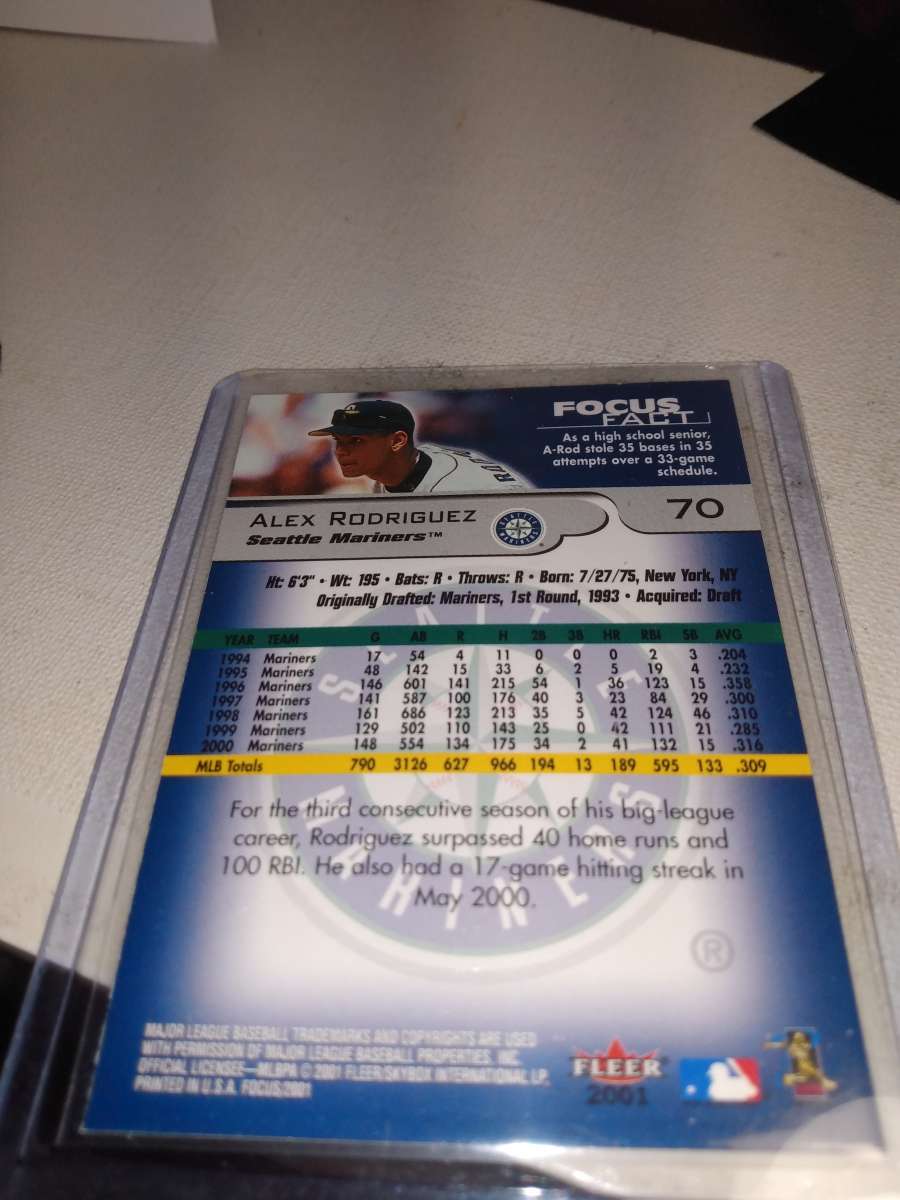 FOCUS
FACT
As a high school senior,
A-Rod stole 35 bases in 35
attempts over a 33-game
schedule.
ALEX RODRIGUEZ
70
Seattle Mariners™
SEATTLE MARINERS
Ht: 6'3" • Wt: 195 • Bats: R • Throws: R • Born: 7/27/75, New York, NY
Originally Drafted: Mariners, 1st Round, 1993 • Acquired: Draft
YEAR TEAM G AB R H 2B 3B HR RBI SB AVG
1994 Mariners 17 54 4 11 0 0 0 2 3 .204
1995 Mariners 48 142 15 33 6 2 5 19 4 .232
1996 Mariners 146 601 141 215 54 1 36 123 15 .358
1997 Mariners 141 587 100 176 40 3 23 84 29 .300
1998 Mariners 161 686 123 213 35 5 42 124 46 .310
1999 Mariners 129 502 110 143 25 0 42 111 21 .285
2000 Mariners 148 554 134 175 34 2 41 132 15 .316
MLB Totals 790 3126 627 966 194 13 189 595 133 .309
For the third consecutive season of his big-league
career, Rodriguez surpassed 40 home runs and
100 RBI. He also had a 17-game hitting streak in
May 2000.
SEATTLE MARINERS
®
MAJOR LEAGUE BASEBALL TRADEMARKS AND COPYRIGHTS ARE USED
WITH PERMISSION OF MAJOR LEAGUE BASEBALL PROPERTIES, INC.
OFFICIAL LICENSEE—MLBPA © 2001 FLEER/SKYBOX INTERNATIONAL LP.
PRINTED IN U.S.A. FOCUS/2001
FLEER
2001